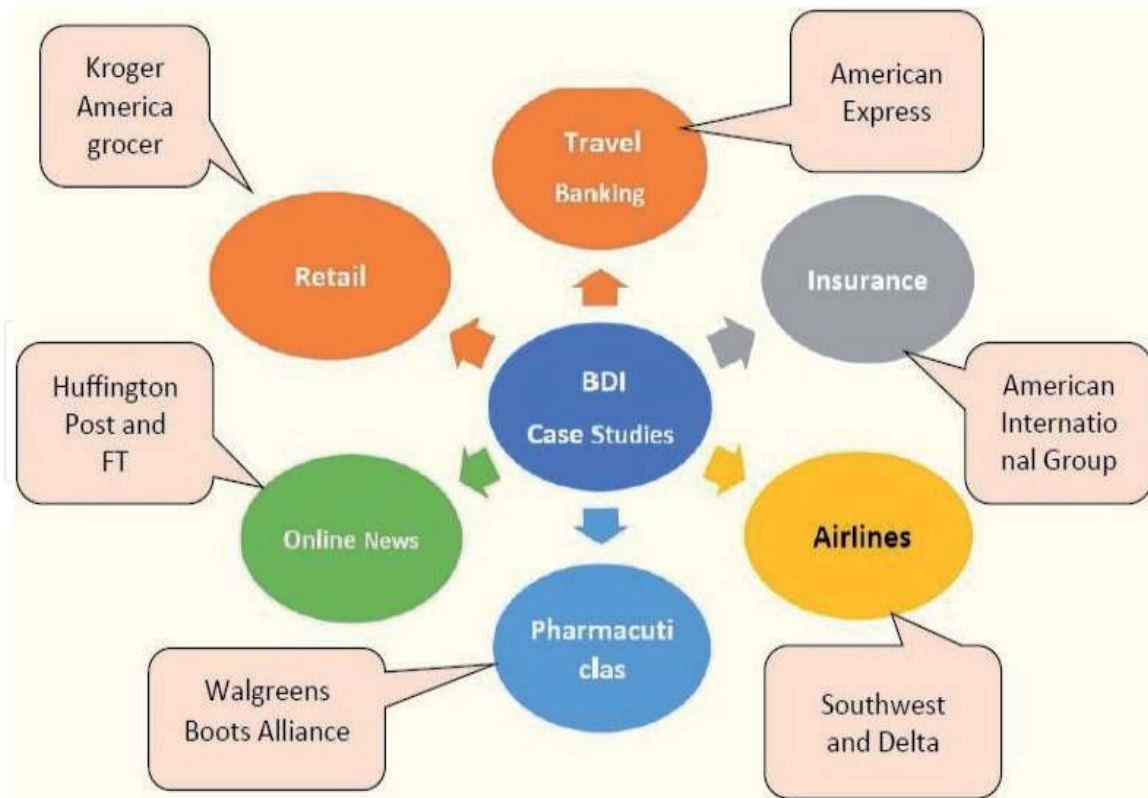 Kroger
America
grocer
American
Express
Travel
Banking
Retail
Insurance
BDI
Case Studies
Huffington
Post and
FT
American
Internatio
nal Group
Online News
Airlines
Pharmacuti
clas
Walgreens
Boots Alliance
Southwest
and Delta